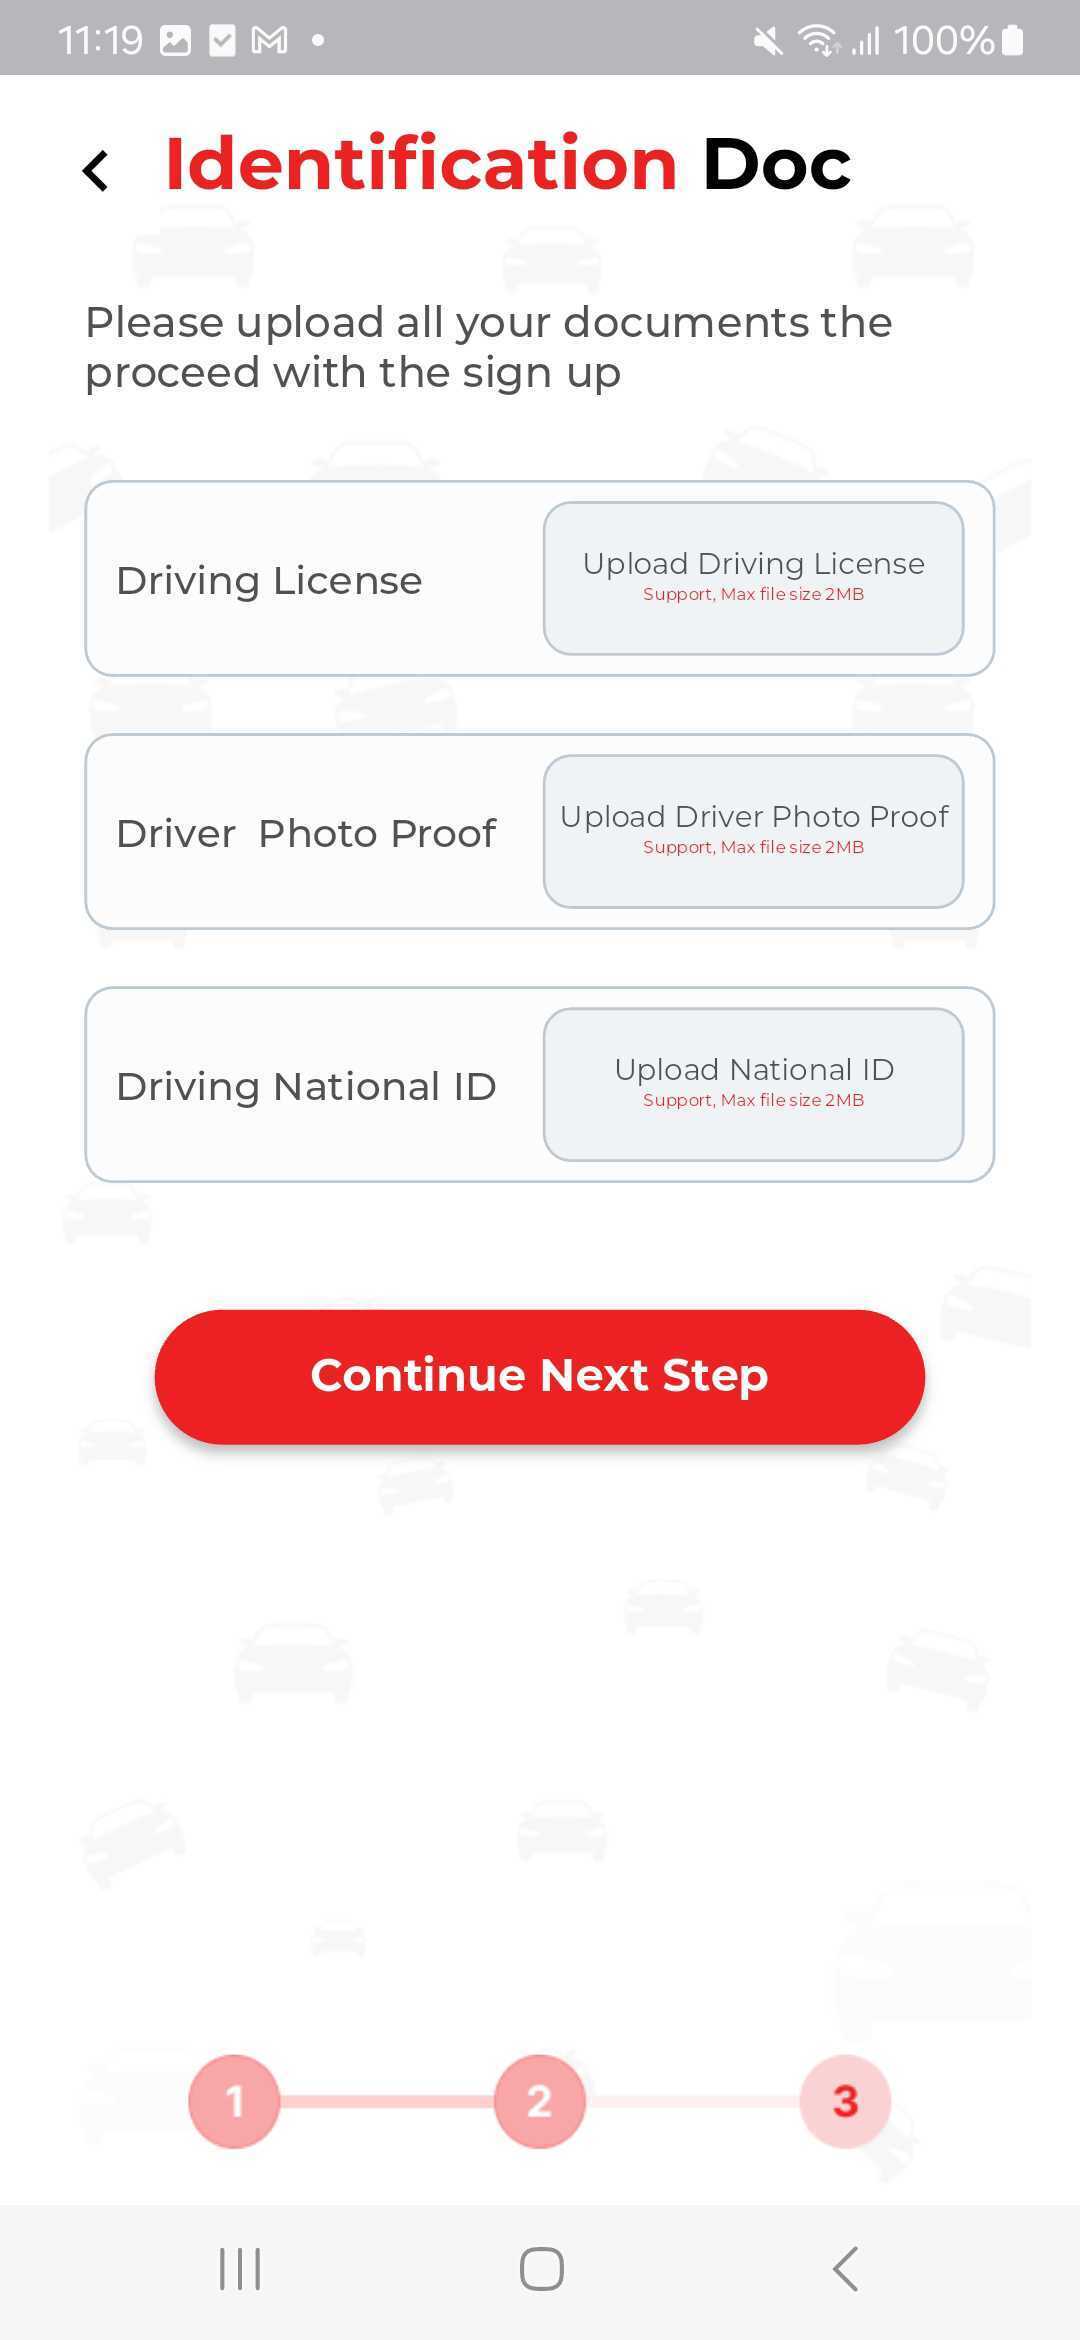 11:19 100%
Identification Doc
Please upload all your documents the
proceed with the sign up
Driving License
Upload Driving License
Support, Max file size 2MB
Driver  Photo Proof
Upload Driver Photo Proof
Support, Max file size 2MB
Driving National ID
Upload National ID
Support, Max file size 2MB
Continue Next Step
1 2 3